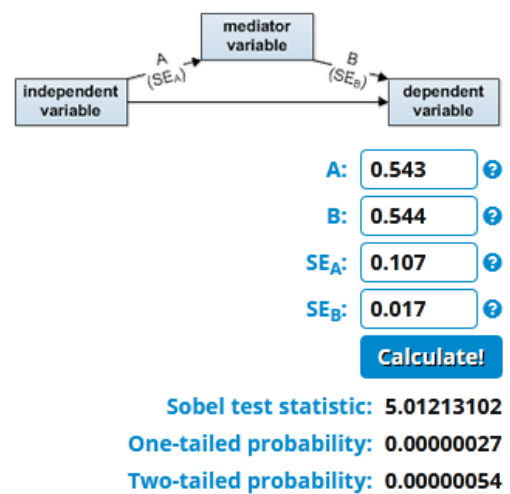 mediator
variable
A
(SEA)
B
(SEB)
independent
variable
dependent
variable
A: 0.543 ?
B: 0.544 ?
SEA: 0.107 ?
SEB: 0.017 ?
Calculate!
Sobel test statistic: 5.01213102
One-tailed probability: 0.00000027
Two-tailed probability: 0.00000054